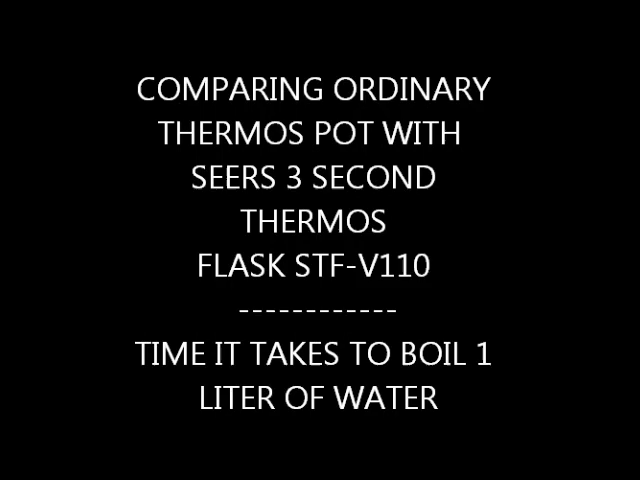 COMPARING ORDINARY
THERMOS POT WITH
SEERS 3 SECOND
THERMOS
FLASK STF-V110
------------
TIME IT TAKES TO BOIL 1
LITER OF WATER